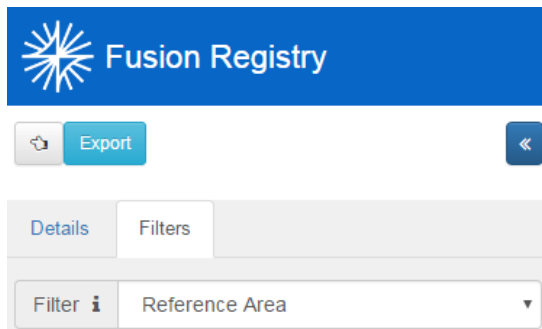 Fusion Registry
Export «
Details Filters
Filter i Reference Area